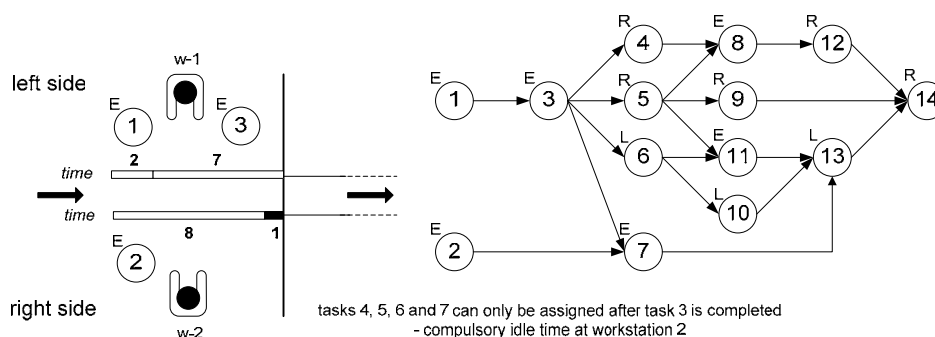 w-1
left side
E
1
E
3
2
7
time
time
8
1
E
2
right side
w-2
E
1
E
3
R
4
R
5
L
6
E
2
E
7
E
8
R
9
E
11
L
10
R
12
L
13
R
14
tasks 4, 5, 6 and 7 can only be assigned after task 3 is completed
- compulsory idle time at workstation 2